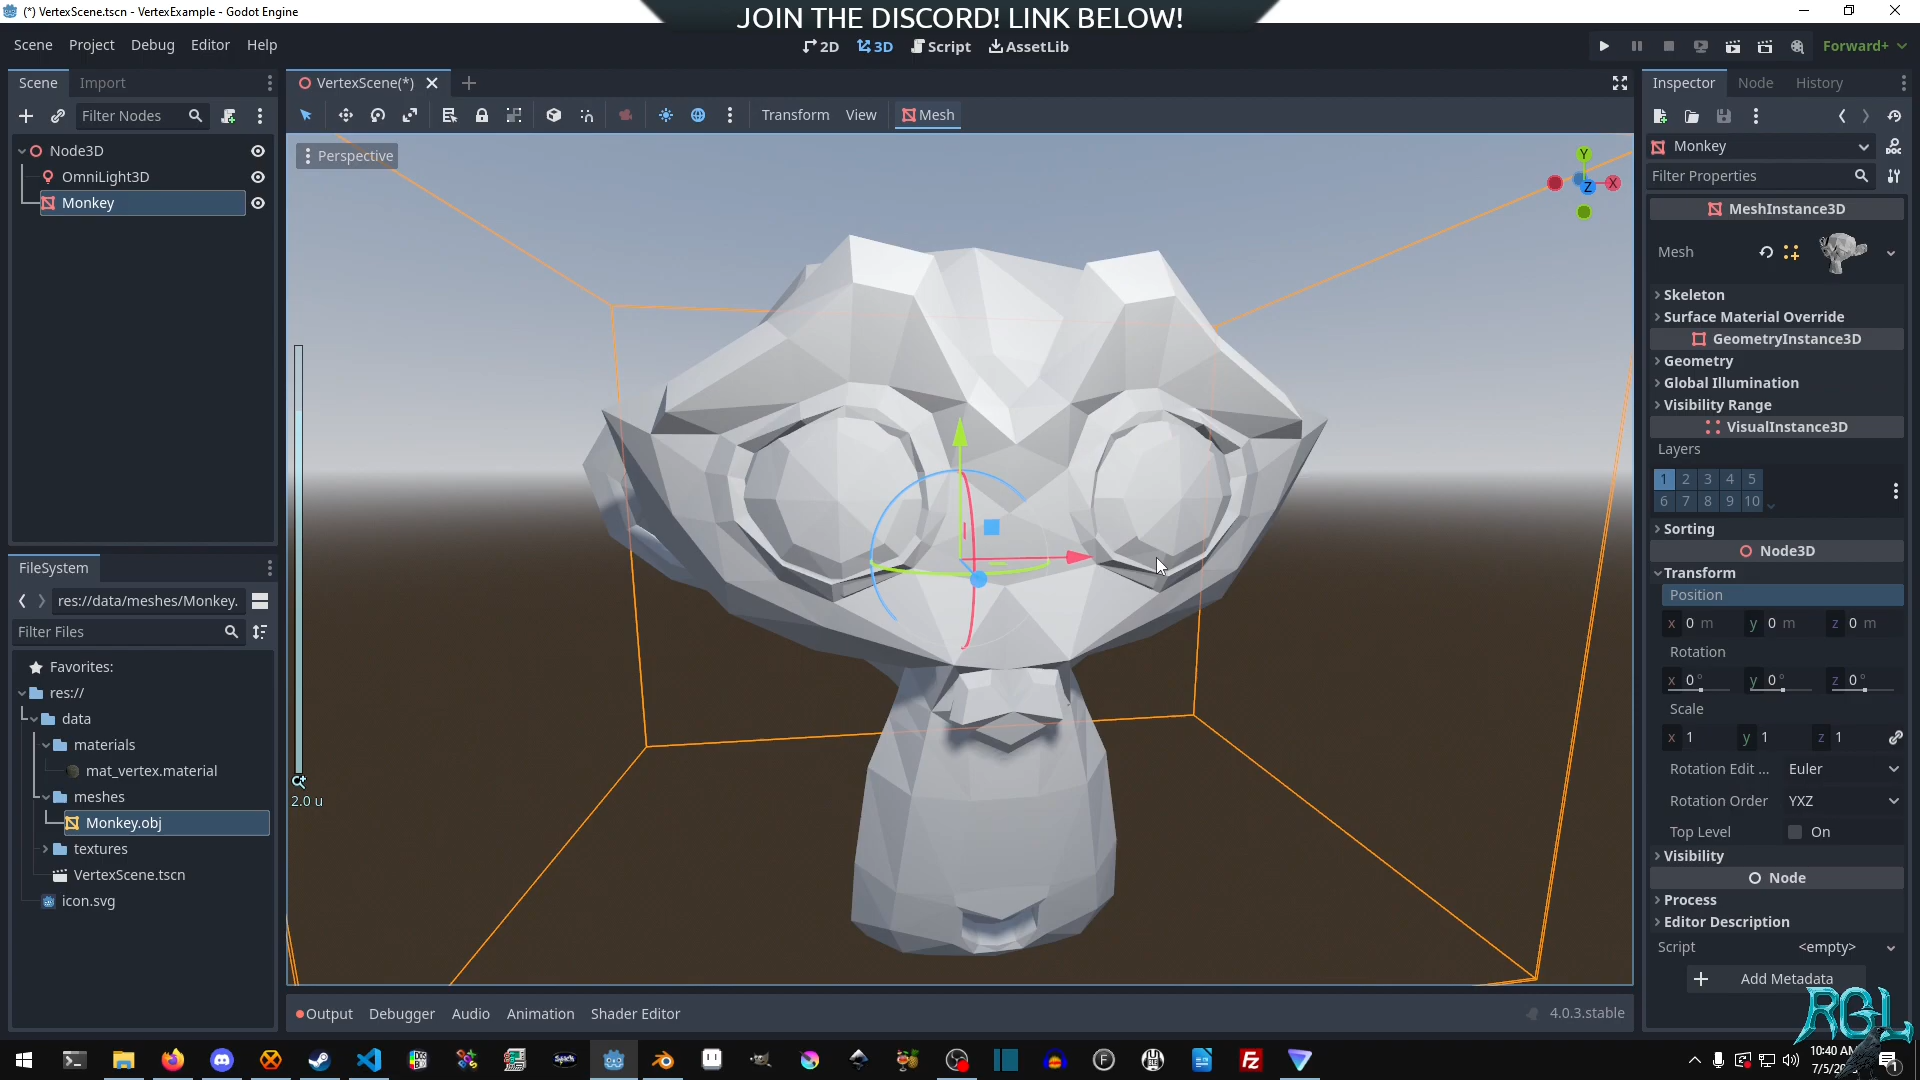 (*) VertexScene.tscn - VertexExample - Godot Engine
JOIN THE DISCORD! LINK BELOW!
Scene Project Debug Editor Help
2D 3D Script AssetLib
Forward+
Scene Import
VertexScene(*)
Inspector Node History
Filter Nodes
Transform View Mesh
Node3D
OmniLight3D
Monkey
Perspective
Y
X
Z
Monkey
Filter Properties
MeshInstance3D
Mesh
Skeleton
Surface Material Override
GeometryInstance3D
Geometry
Global Illumination
Visibility Range
VisualInstance3D
Layers
1 2 3 4 5
6 7 8 9 10
Sorting
Node3D
Transform
Position
x 0 m y 0 m z 0 m
Rotation
x 0 ° y 0 ° z 0 °
Scale
x 1 y 1 z 1
Rotation Edit ... Euler
Rotation Order YXZ
Top Level On
Visibility
Node
Process
Editor Description
Script <empty>
Add Metadata
FileSystem
res://data/meshes/Monkey.
Filter Files
Favorites:
res://
data
materials
mat_vertex.material
meshes
Monkey.obj
textures
VertexScene.tscn
icon.svg
2.0 u
Output Debugger Audio Animation Shader Editor
4.0.3.stable
RGL
10:40 AM